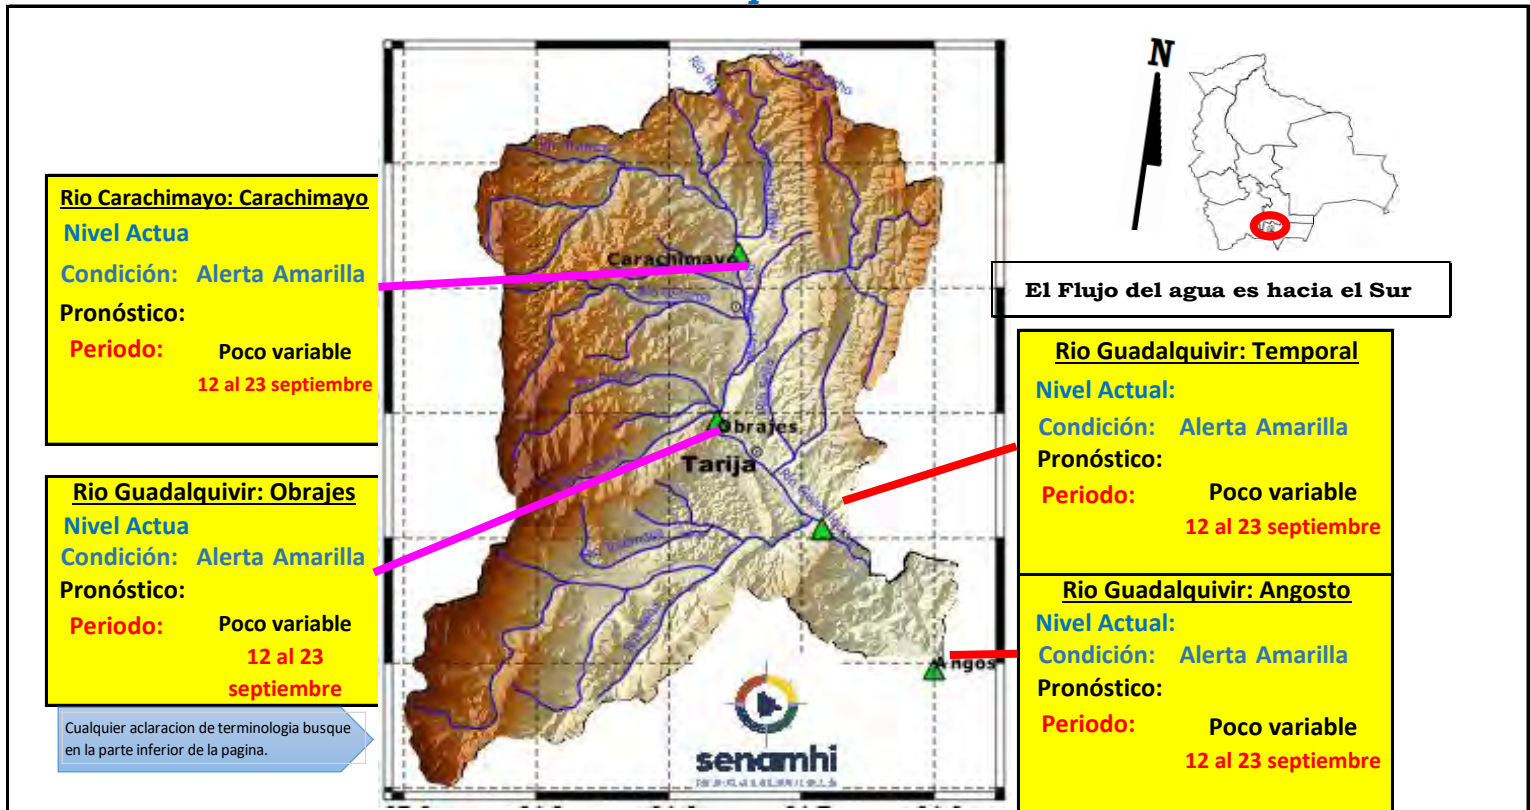 Rio Carachimayo: Carachimayo
Nivel Actua
Condición: Alerta Amarilla
Pronóstico:
Periodo: Poco variable
12 al 23 septiembre
Rio Guadalquivir: Obrajes
Nivel Actua
Condición: Alerta Amarilla
Pronóstico:
Periodo: Poco variable
12 al 23
septiembre
Cualquier aclaracion de terminologia busque
en la parte inferior de la pagina.
Carachimayo
Obrajes
Tarija
Angos
senamhi
N
El Flujo del agua es hacia el Sur
Rio Guadalquivir: Temporal
Nivel Actual:
Condición: Alerta Amarilla
Pronóstico:
Periodo: Poco variable
12 al 23 septiembre
Rio Guadalquivir: Angosto
Nivel Actual:
Condición: Alerta Amarilla
Pronóstico:
Periodo: Poco variable
12 al 23 septiembre